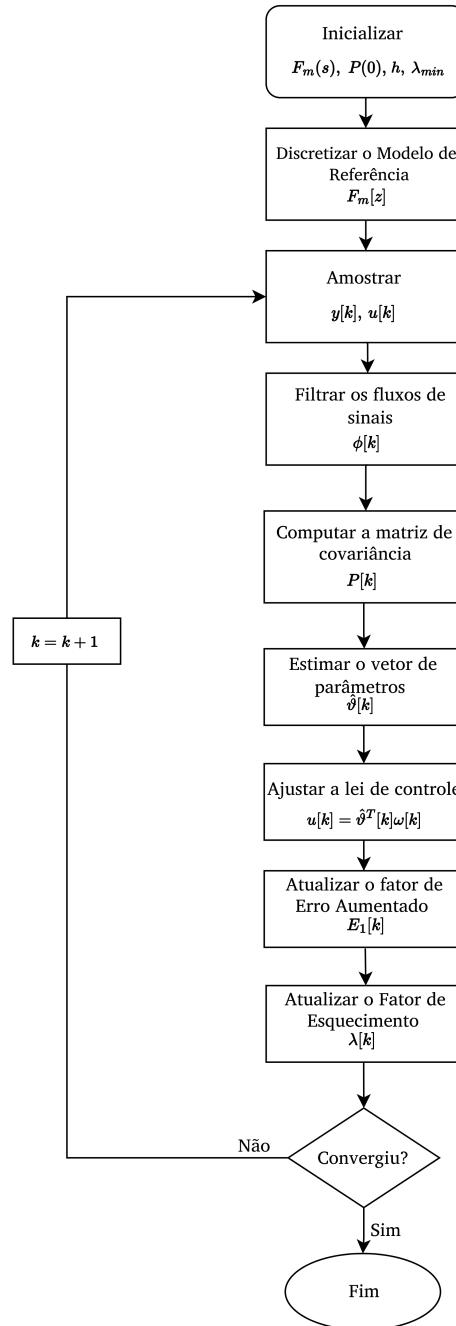 Inicializar
F_m(s), P(0), h, λ_min
Discretizar o Modelo de
Referência
F_m[z]
Amostrar
y[k], u[k]
Filtrar os fluxos de
sinais
ϕ[k]
Computar a matriz de
covariância
P[k]
k = k + 1
Estimar o vetor de
parâmetros
ϑ̂[k]
Ajustar a lei de controle
u[k] = ϑ̂^T[k]ω[k]
Atualizar o fator de
Erro Aumentado
E_1[k]
Atualizar o Fator de
Esquecimento
λ[k]
Não
Convergiu?
Sim
Fim